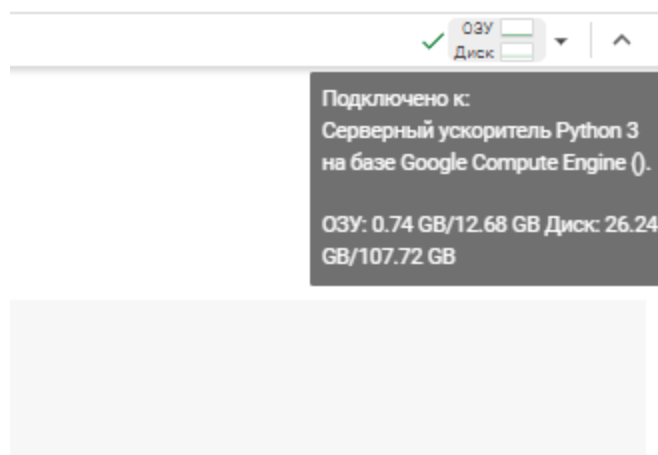 ОЗУ
Диск
Подключено к:
Серверный ускоритель Python 3
на базе Google Compute Engine ().
ОЗУ: 0.74 GB/12.68 GB Диск: 26.24
GB/107.72 GB